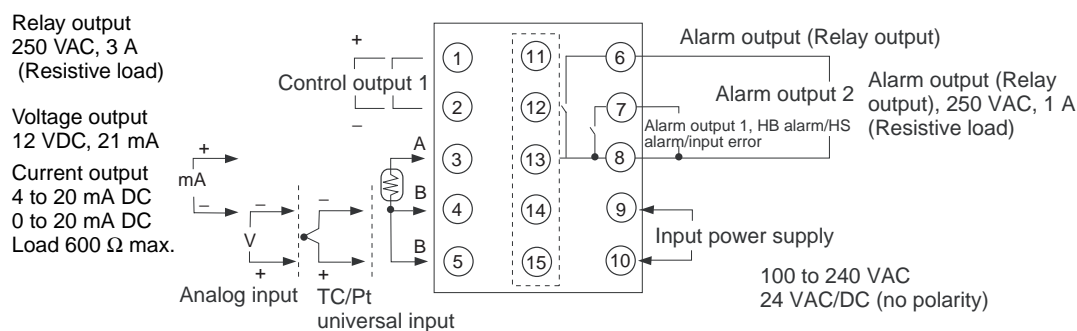 Relay output
250 VAC, 3 A
(Resistive load)
Voltage output
12 VDC, 21 mA
Current output
4 to 20 mA DC
0 to 20 mA DC
Load 600 Ω max.
+
Control output 1
−
+
mA
−
−
V
+
Analog input
−
+
TC/Pt
universal input
A
B
B
1
2
3
4
5
11
12
13
14
15
6
7
8
9
10
Alarm output (Relay output)
Alarm output 2
Alarm output (Relay
output), 250 VAC, 1 A
(Resistive load)
Alarm output 1, HB alarm/HS
alarm/input error
Input power supply
100 to 240 VAC
24 VAC/DC (no polarity)